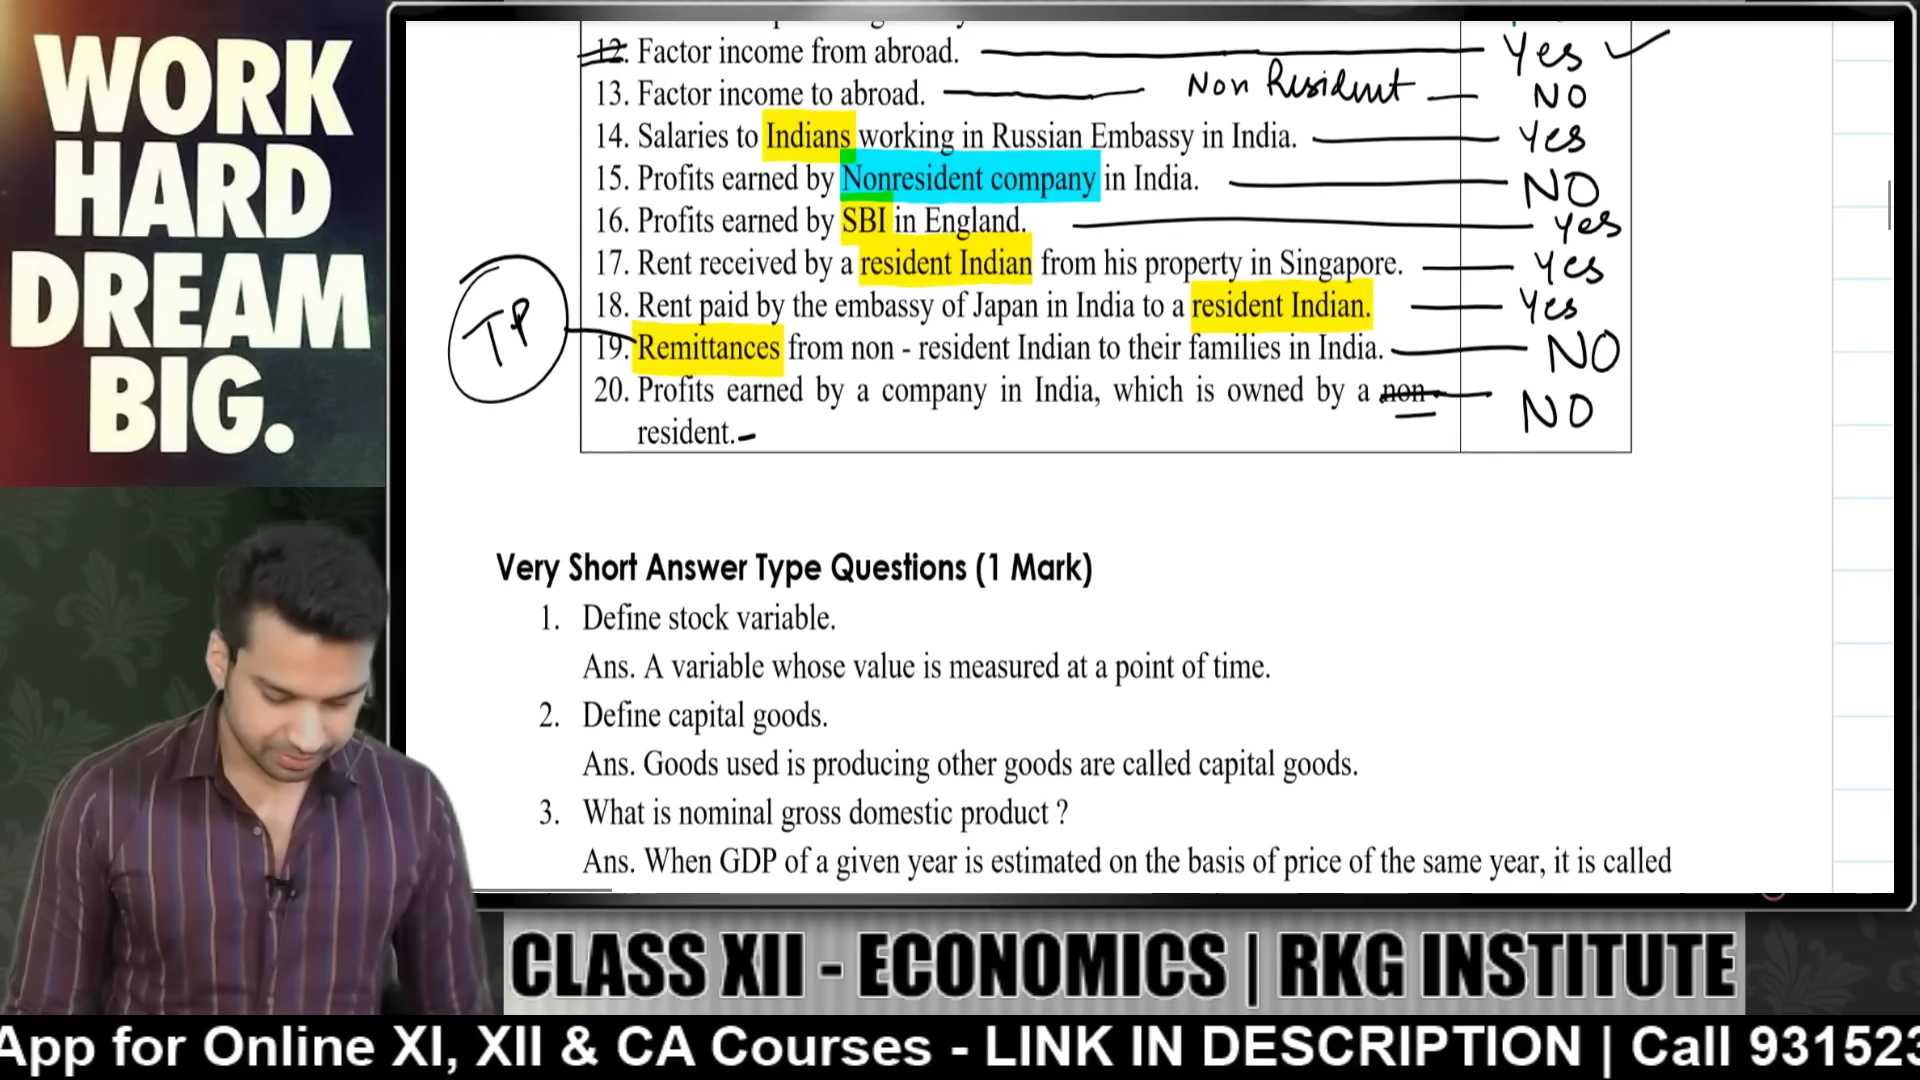 WORK
HARD
DREAM
BIG.
12. Factor income from abroad. Yes
13. Factor income to abroad. Non Resident NO
14. Salaries to Indians working in Russian Embassy in India. Yes
15. Profits earned by Nonresident company in India. NO
16. Profits earned by SBI in England. Yes
17. Rent received by a resident Indian from his property in Singapore. Yes
18. Rent paid by the embassy of Japan in India to a resident Indian. Yes
TP
19. Remittances from non - resident Indian to their families in India. NO
20. Profits earned by a company in India, which is owned by a non-
resident. NO
Very Short Answer Type Questions (1 Mark)
1. Define stock variable.
Ans. A variable whose value is measured at a point of time.
2. Define capital goods.
Ans. Goods used is producing other goods are called capital goods.
3. What is nominal gross domestic product ?
Ans. When GDP of a given year is estimated on the basis of price of the same year, it is called
CLASS XII - ECONOMICS | RKG INSTITUTE
App for Online XI, XII & CA Courses - LINK IN DESCRIPTION | Call 931523